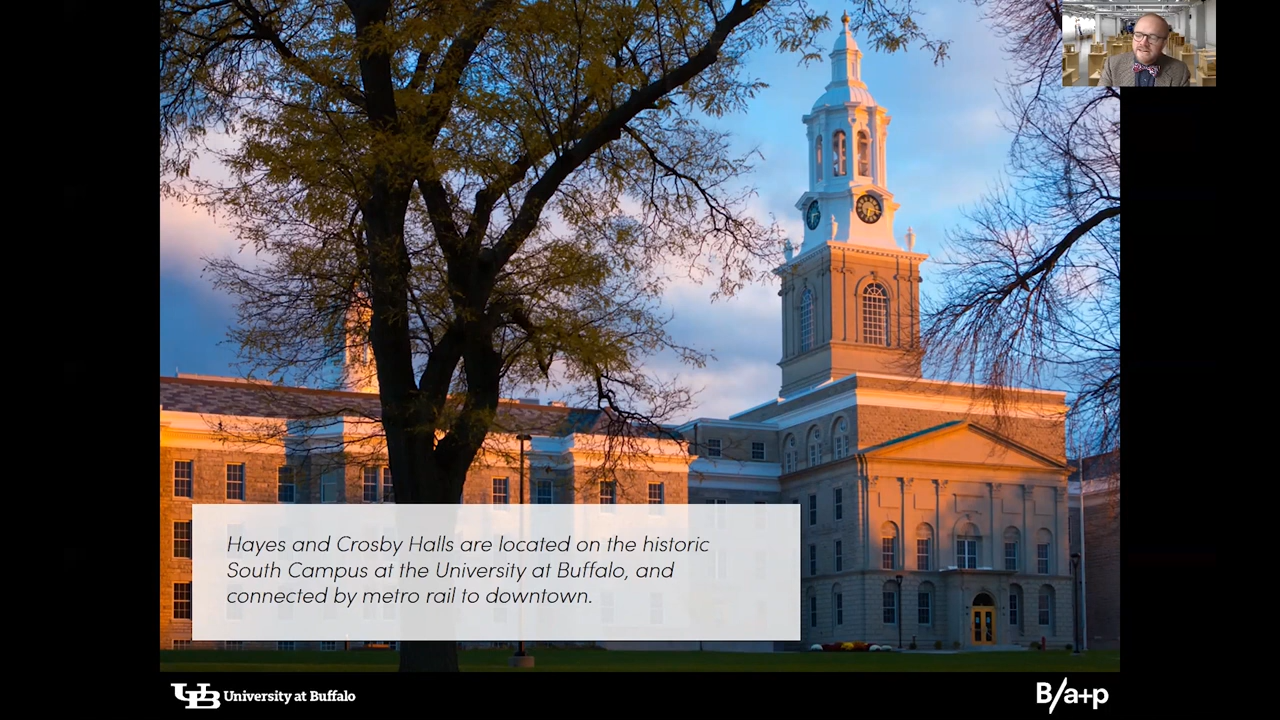 Hayes and Crosby Halls are located on the historic
South Campus at the University at Buffalo, and
connected by metro rail to downtown.
UB University at Buffalo
B/a+p